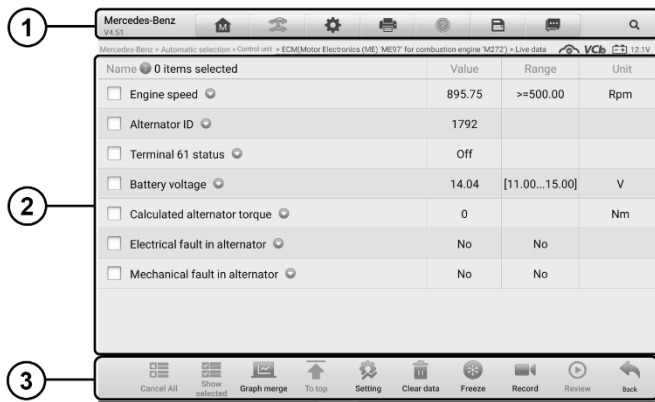 1
Mercedes-Benz
V4.51
M
?
Mercedes-Benz > Automatic selection > Control unit > ECM(Motor Electronics (ME) 'ME97' for combustion engine 'M272') > Live data VCI 12.1V
Name 0 items selected Value Range Unit
Engine speed 895.75 >=500.00 Rpm
Alternator ID 1792
Terminal 61 status Off
2
Battery voltage 14.04 [11.00...15.00] V
Calculated alternator torque 0 Nm
Electrical fault in alternator No No
Mechanical fault in alternator No No
3
Cancel All Show selected Graph merge To top Setting Clear data Freeze Record Review Back